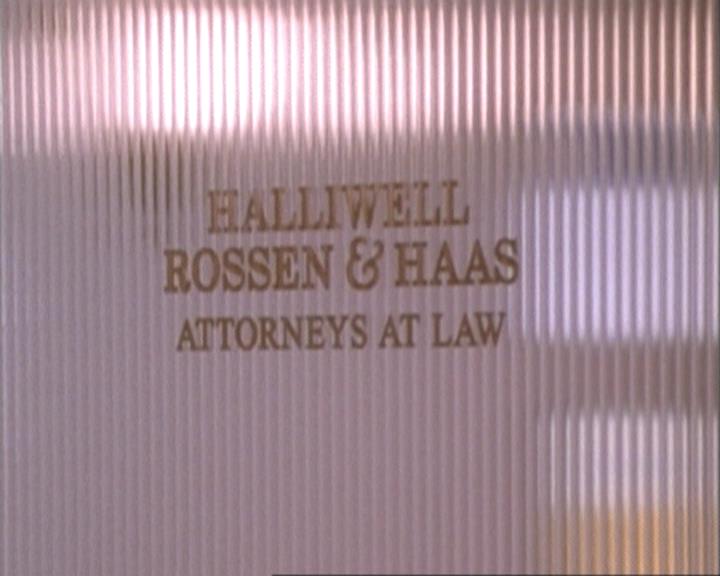 HALLIWELL
ROSSEN & HAAS
ATTORNEYS AT LAW